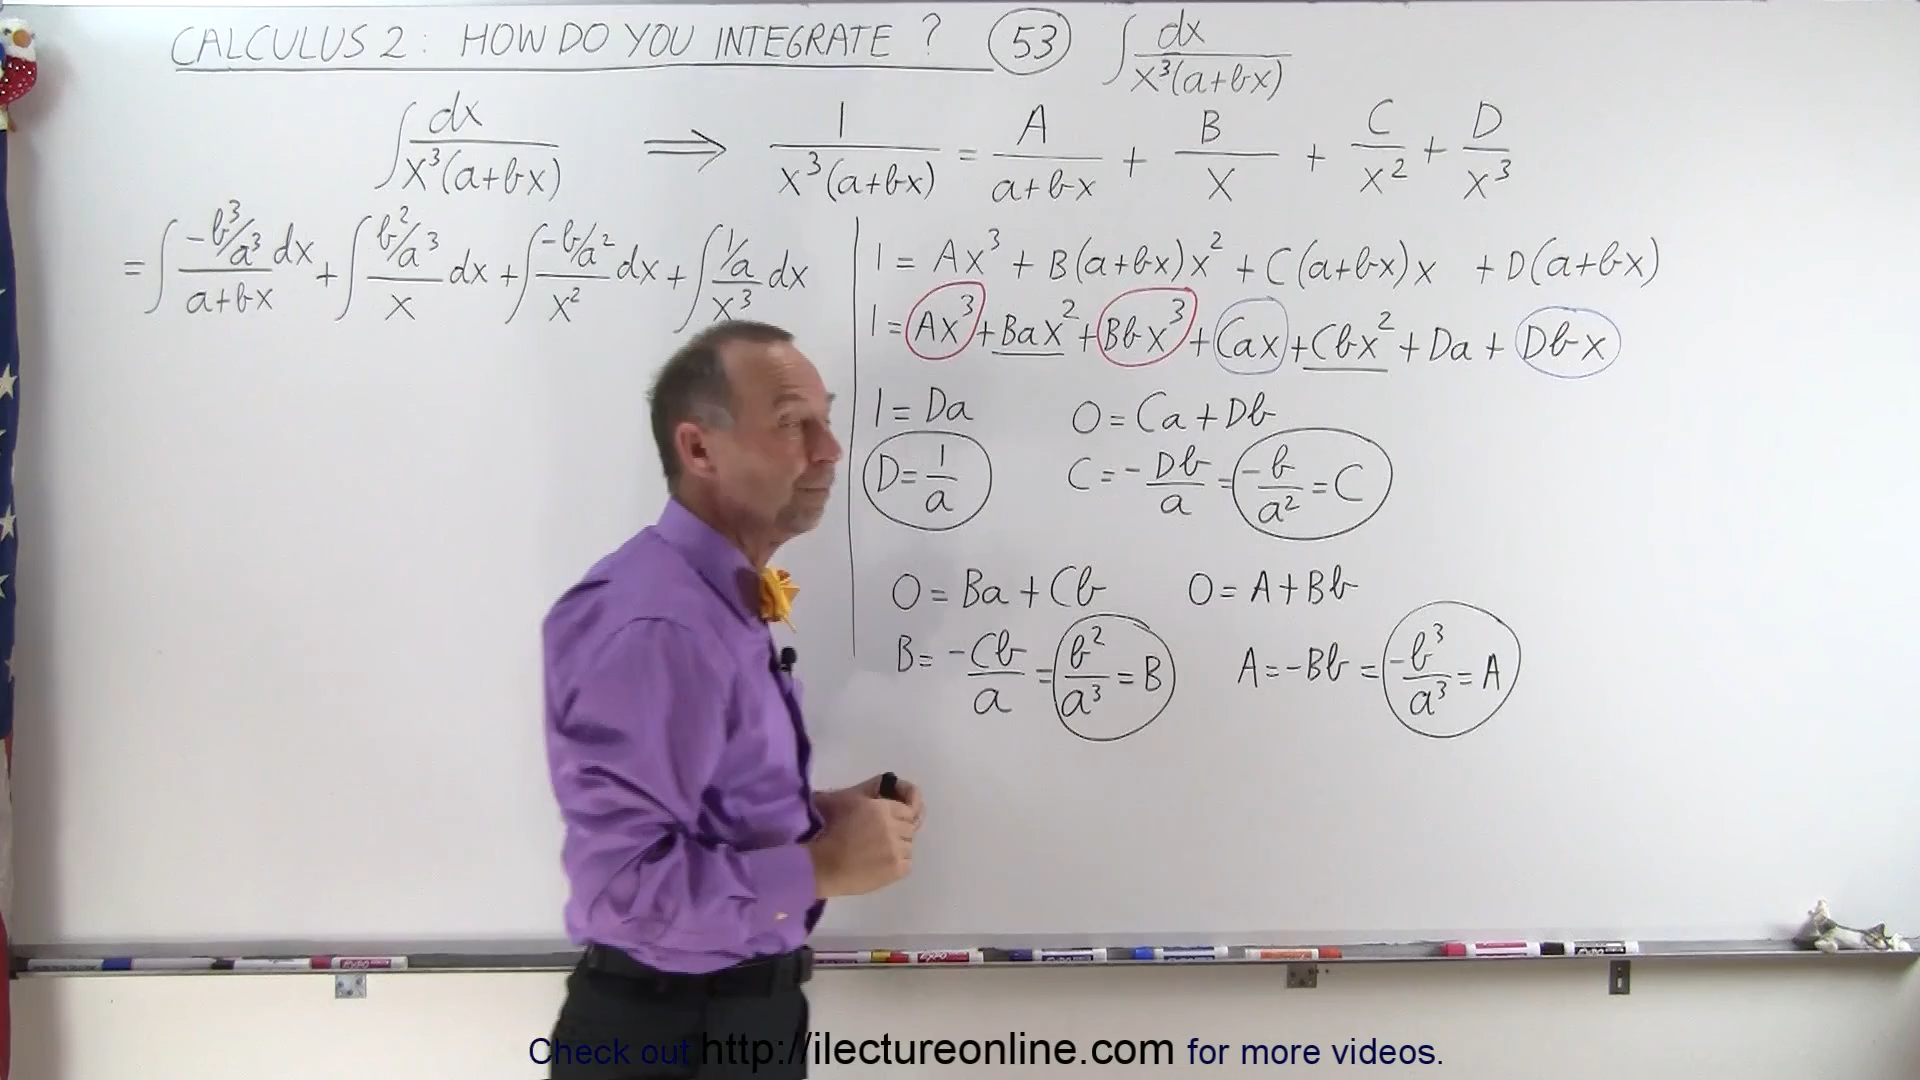 CALCULUS 2: HOW DO YOU INTEGRATE? 53 ∫ dx / x³(a+bx)
∫ dx / x³(a+bx) ⟹ 1 / x³(a+bx) = A / a+bx + B / x + C / x² + D / x³
= ∫ -b³/a³ / a+bx dx + ∫ b²/a³ / x dx + ∫ -b/a² / x² dx + ∫ 1/a / x³ dx
1 = Ax³ + B(a+bx)x² + C(a+bx)x + D(a+bx)
1 = Ax³ + Bax² + Bbx³ + Cax + Cbx² + Da + Dbx
1 = Da 0 = Ca + Db
D = 1/a C = - Db/a = -b/a² = C
0 = Ba + Cb 0 = A + Bb
B = -Cb/a = b²/a³ = B A = -Bb = -b³/a³ = A
EXPO EXPO
Check out http://ilectureonline.com for more videos.